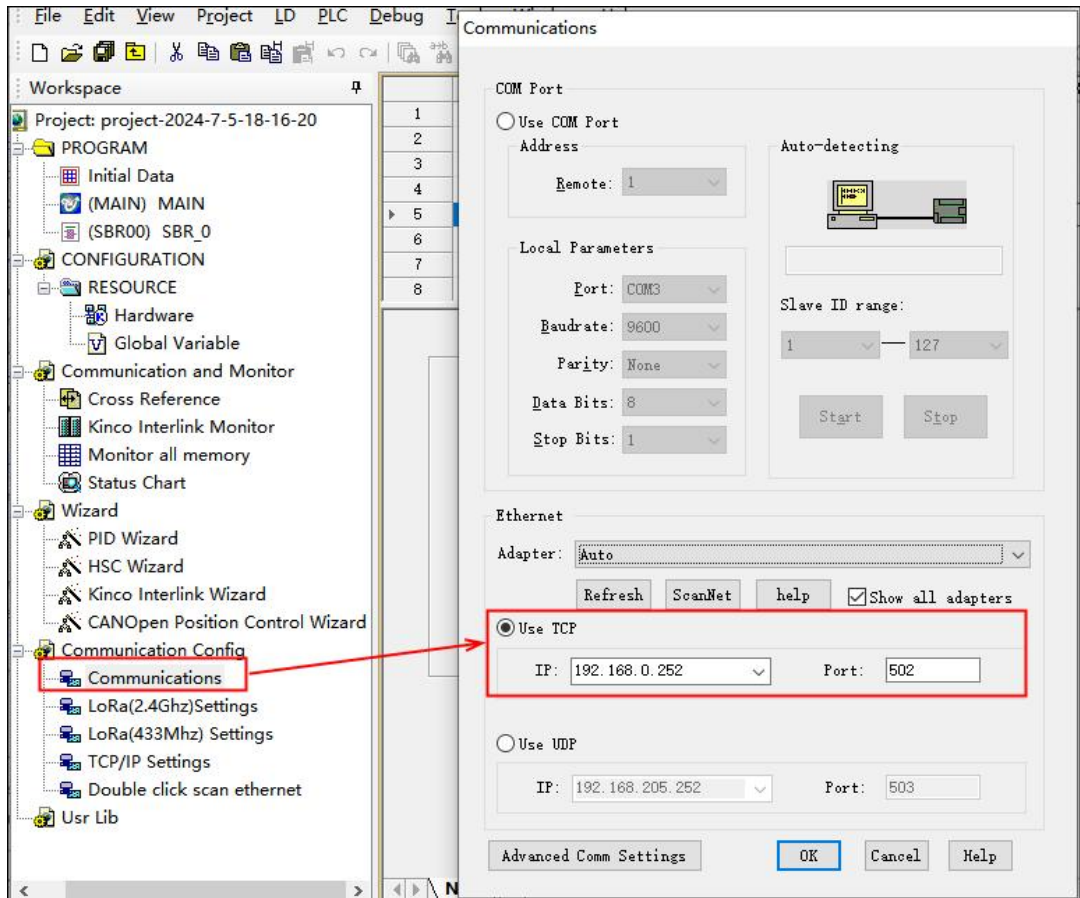 File Edit View Project LD PLC Debug
Workspace
Project: project-2024-7-5-18-16-20
PROGRAM
Initial Data
(MAIN) MAIN
(SBR00) SBR_0
CONFIGURATION
RESOURCE
Hardware
Global Variable
Communication and Monitor
Cross Reference
Kinco Interlink Monitor
Monitor all memory
Status Chart
Wizard
PID Wizard
HSC Wizard
Kinco Interlink Wizard
CANOpen Position Control Wizard
Communication Config
Communications
LoRa(2.4Ghz)Settings
LoRa(433Mhz) Settings
TCP/IP Settings
Double click scan ethernet
Usr Lib
1
2
3
4
5
6
7
8
N
Communications
COM Port
Use COM Port
Address
Remote: 1
Local Parameters
Port: COM3
Baudrate: 9600
Parity: None
Data Bits: 8
Stop Bits: 1
Auto-detecting
Slave ID range:
1 — 127
Start Stop
Ethernet
Adapter: Auto
Refresh ScanNet help Show all adapters
Use TCP
IP: 192.168.0.252 Port: 502
Use UDP
IP: 192.168.205.252 Port: 503
Advanced Comm Settings OK Cancel Help